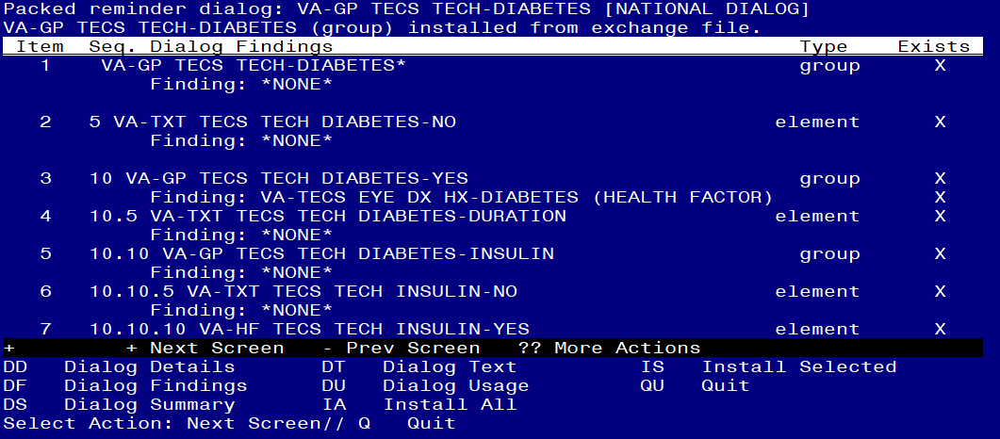 Packed reminder dialog: VA-GP TECS TECH-DIABETES [NATIONAL DIALOG]
VA-GP TECS TECH-DIABETES (group) installed from exchange file.
Item Seq. Dialog Findings Type Exists
1 VA-GP TECS TECH-DIABETES* group X
Finding: *NONE*
2 5 VA-TXT TECS TECH DIABETES-NO element X
Finding: *NONE*
3 10 VA-GP TECS TECH DIABETES-YES group X
Finding: VA-TECS EYE DX HX-DIABETES (HEALTH FACTOR) X
4 10.5 VA-TXT TECS TECH DIABETES-DURATION element X
Finding: *NONE*
5 10.10 VA-GP TECS TECH DIABETES-INSULIN group X
Finding: *NONE*
6 10.10.5 VA-TXT TECS TECH INSULIN-NO element X
Finding: *NONE*
7 10.10.10 VA-HF TECS TECH INSULIN-YES element X
+ + Next Screen - Prev Screen ?? More Actions
DD Dialog Details DT Dialog Text IS Install Selected
DF Dialog Findings DU Dialog Usage QU Quit
DS Dialog Summary IA Install All
Select Action: Next Screen// Q Quit